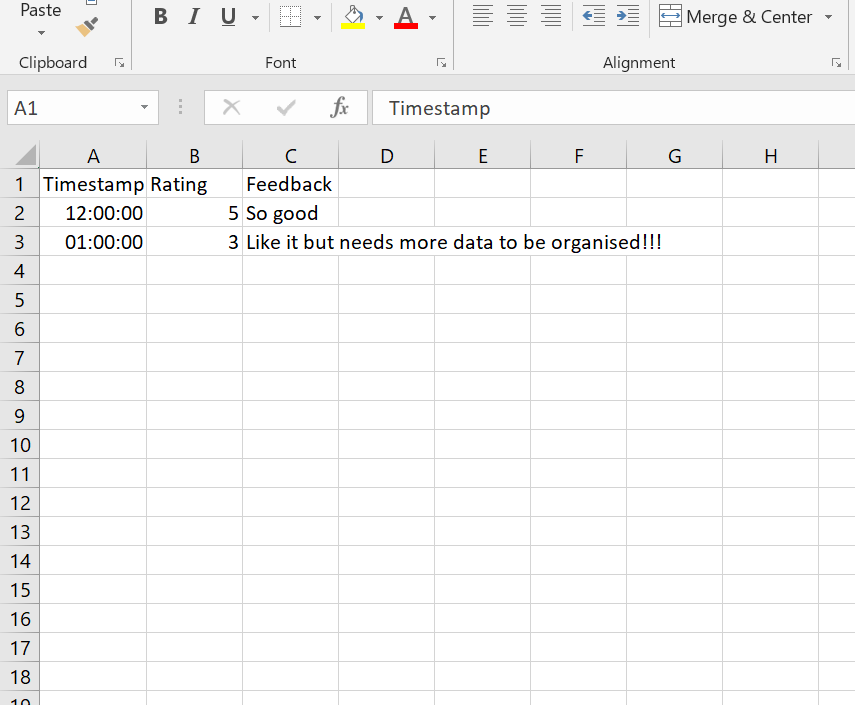 Paste
B I U A Merge & Center
Clipboard Font Alignment
A1 fx Timestamp
A B C D E F G H
1 Timestamp Rating Feedback
2 12:00:00 5 So good
3 01:00:00 3 Like it but needs more data to be organised!!!
4
5
6
7
8
9
10
11
12
13
14
15
16
17
18